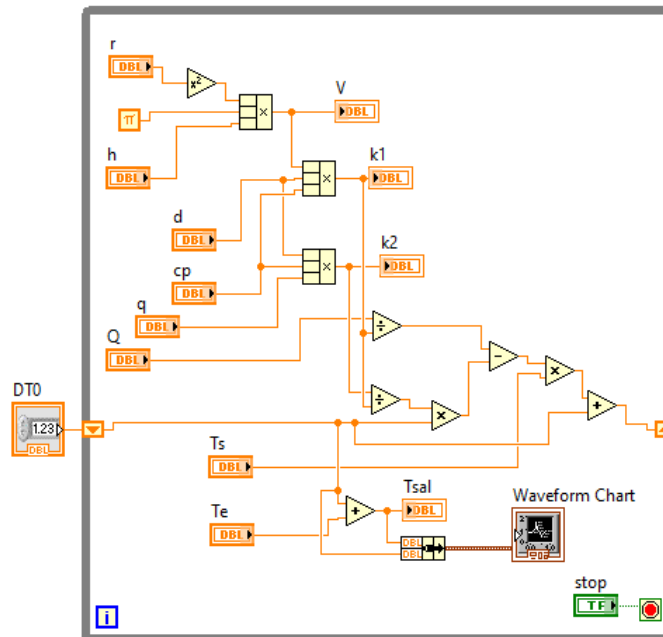 r
DBL
x²
V
DBL
π
h
DBL
k1
DBL
d
DBL
k2
DBL
cp
DBL
q
DBL
Q
DBL
DT0
1.23
DBL
Ts
DBL
Te
DBL
Tsal
DBL
DBL
DBL
Waveform Chart
stop
TF
i